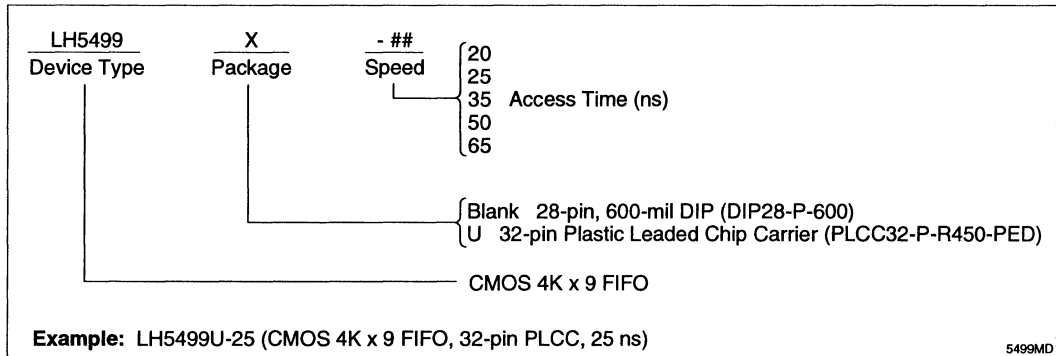 LH5499 X - ##
Device Type Package Speed
20
25
35 Access Time (ns)
50
65
Blank 28-pin, 600-mil DIP (DIP28-P-600)
U 32-pin Plastic Leaded Chip Carrier (PLCC32-P-R450-PED)
CMOS 4K x 9 FIFO
Example: LH5499U-25 (CMOS 4K x 9 FIFO, 32-pin PLCC, 25 ns)
5499MD